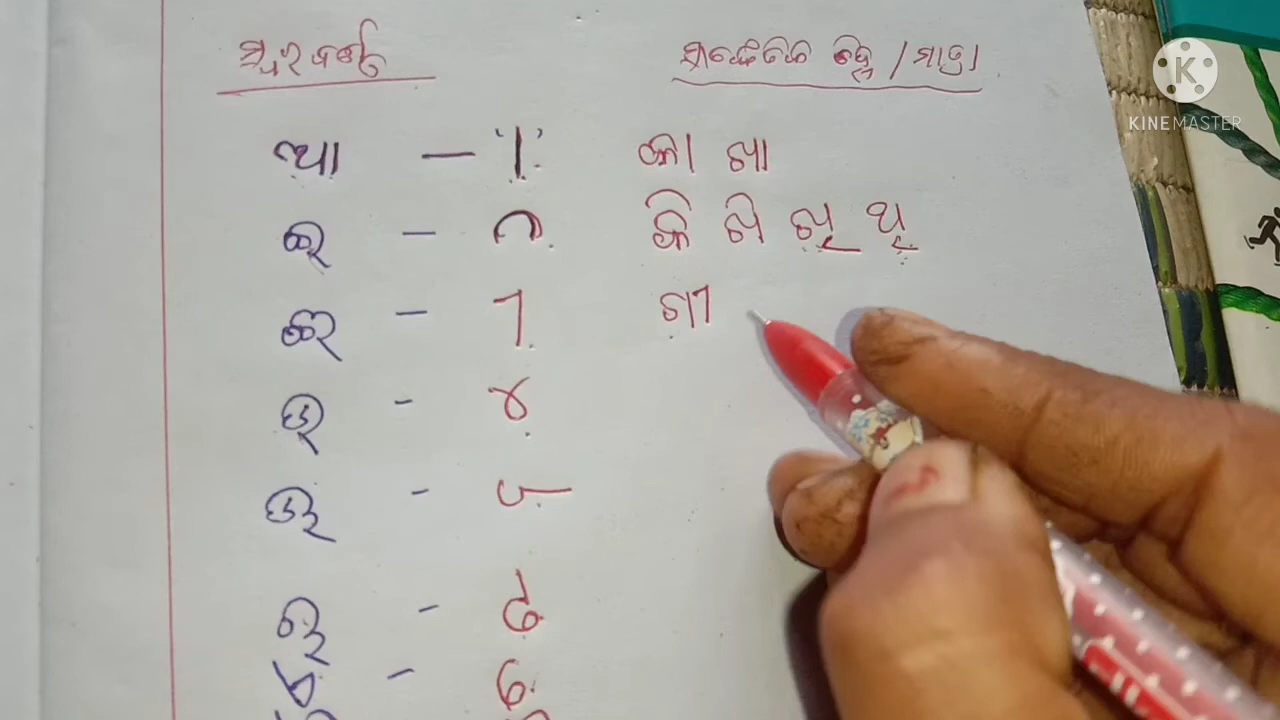 ସ୍ୱରବର୍ଣ୍ଣ ସାଙ୍କେତିକ ଚିହ୍ନ / ମାତ୍ରା
KINEMASTER
ଆ — ା କା ଖା
ଇ – ି କି ଖି ଥି
ଈ – ୀ ଗୀ
ଉ – ୁ
ଊ – ୂ
ଋ – ୃ
ଏ – େ